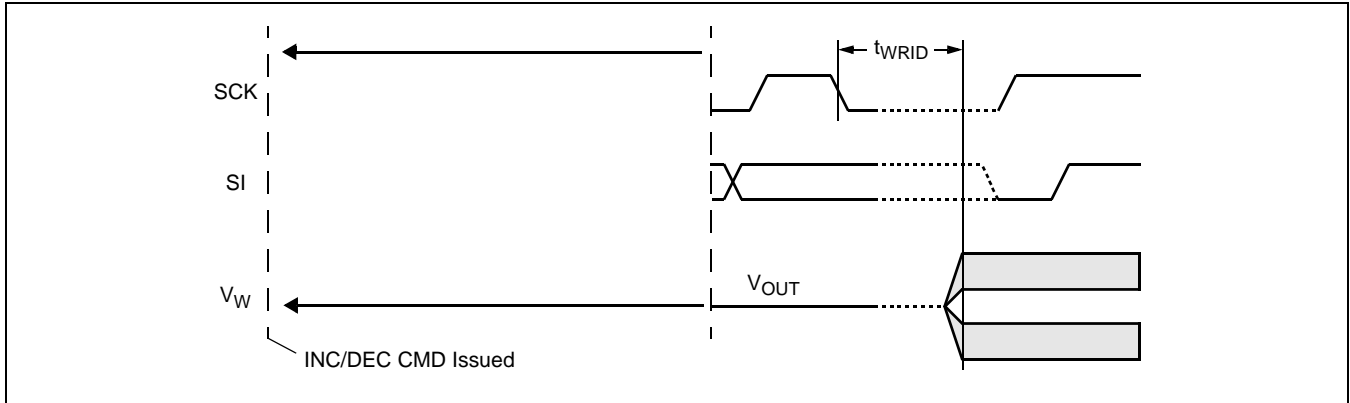 tWRID
SCK
SI
VOUT
VW
INC/DEC CMD Issued